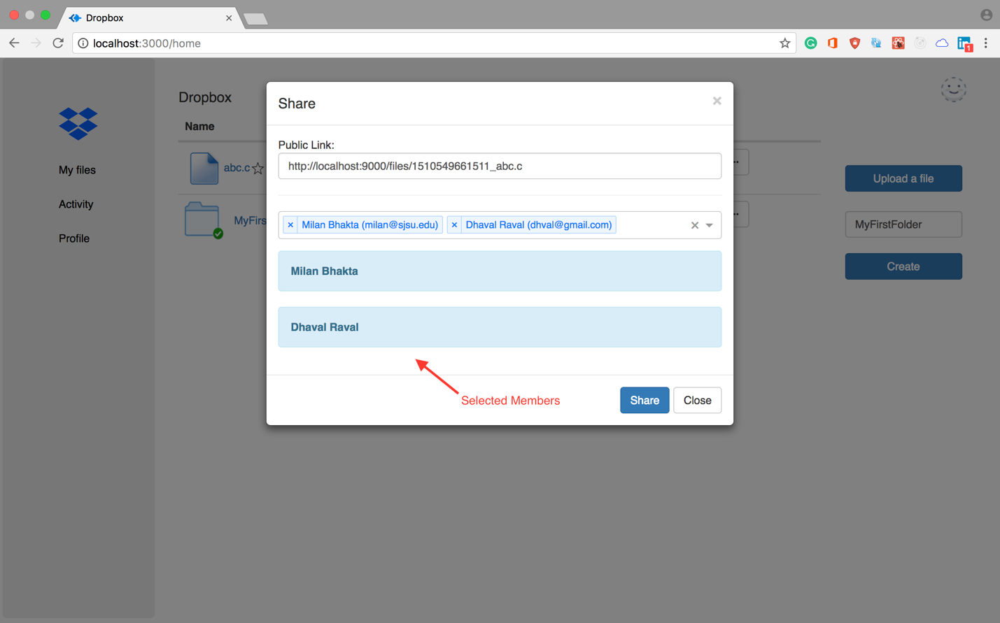 Dropbox
localhost:3000/home
1
Dropbox
Name
abc.c
MyFirs
My files
Activity
Profile
Share
×
Public Link:
http://localhost:9000/files/1510549661511_abc.c
× Milan Bhakta (milan@sjsu.edu) × Dhaval Raval (dhval@gmail.com)
Milan Bhakta
Dhaval Raval
Selected Members
Share
Close
Upload a file
MyFirstFolder
Create